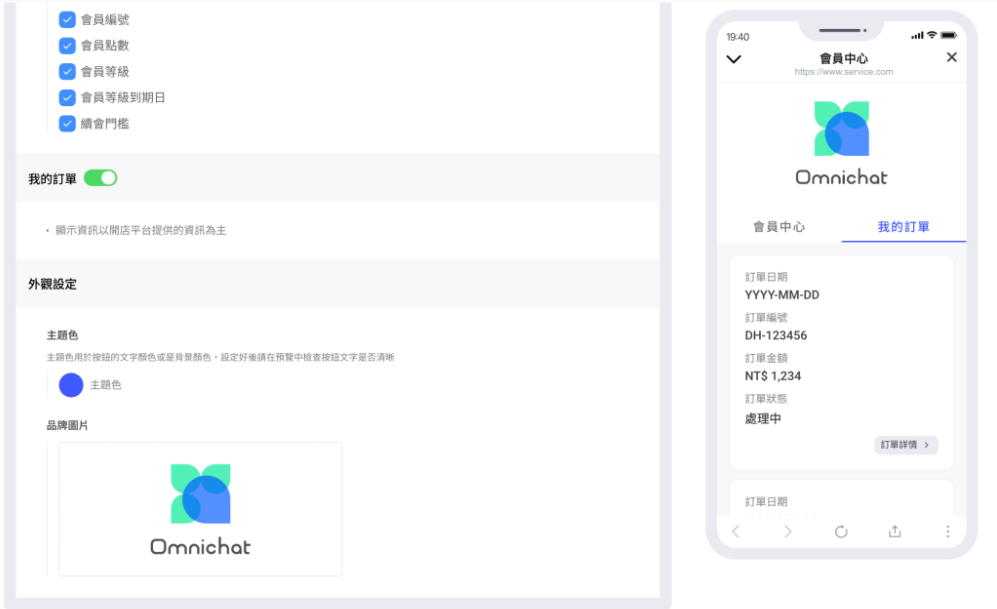 會員編號
會員點數
會員等級
會員等級到期日
續會門檻
我的訂單
• 顯示資訊以開店平台提供的資訊為主
外觀設定
主題色
主題色用於按鈕的文字顏色或是背景顏色，設定好後請在預覽中檢查按鈕文字是否清晰
主題色
品牌圖片
Omnichat
19:40
會員中心
https://www.service.com
Omnichat
會員中心 我的訂單
訂單日期
YYYY-MM-DD
訂單編號
DH-123456
訂單金額
NT$ 1,234
訂單狀態
處理中
訂單詳情 >
訂單日期